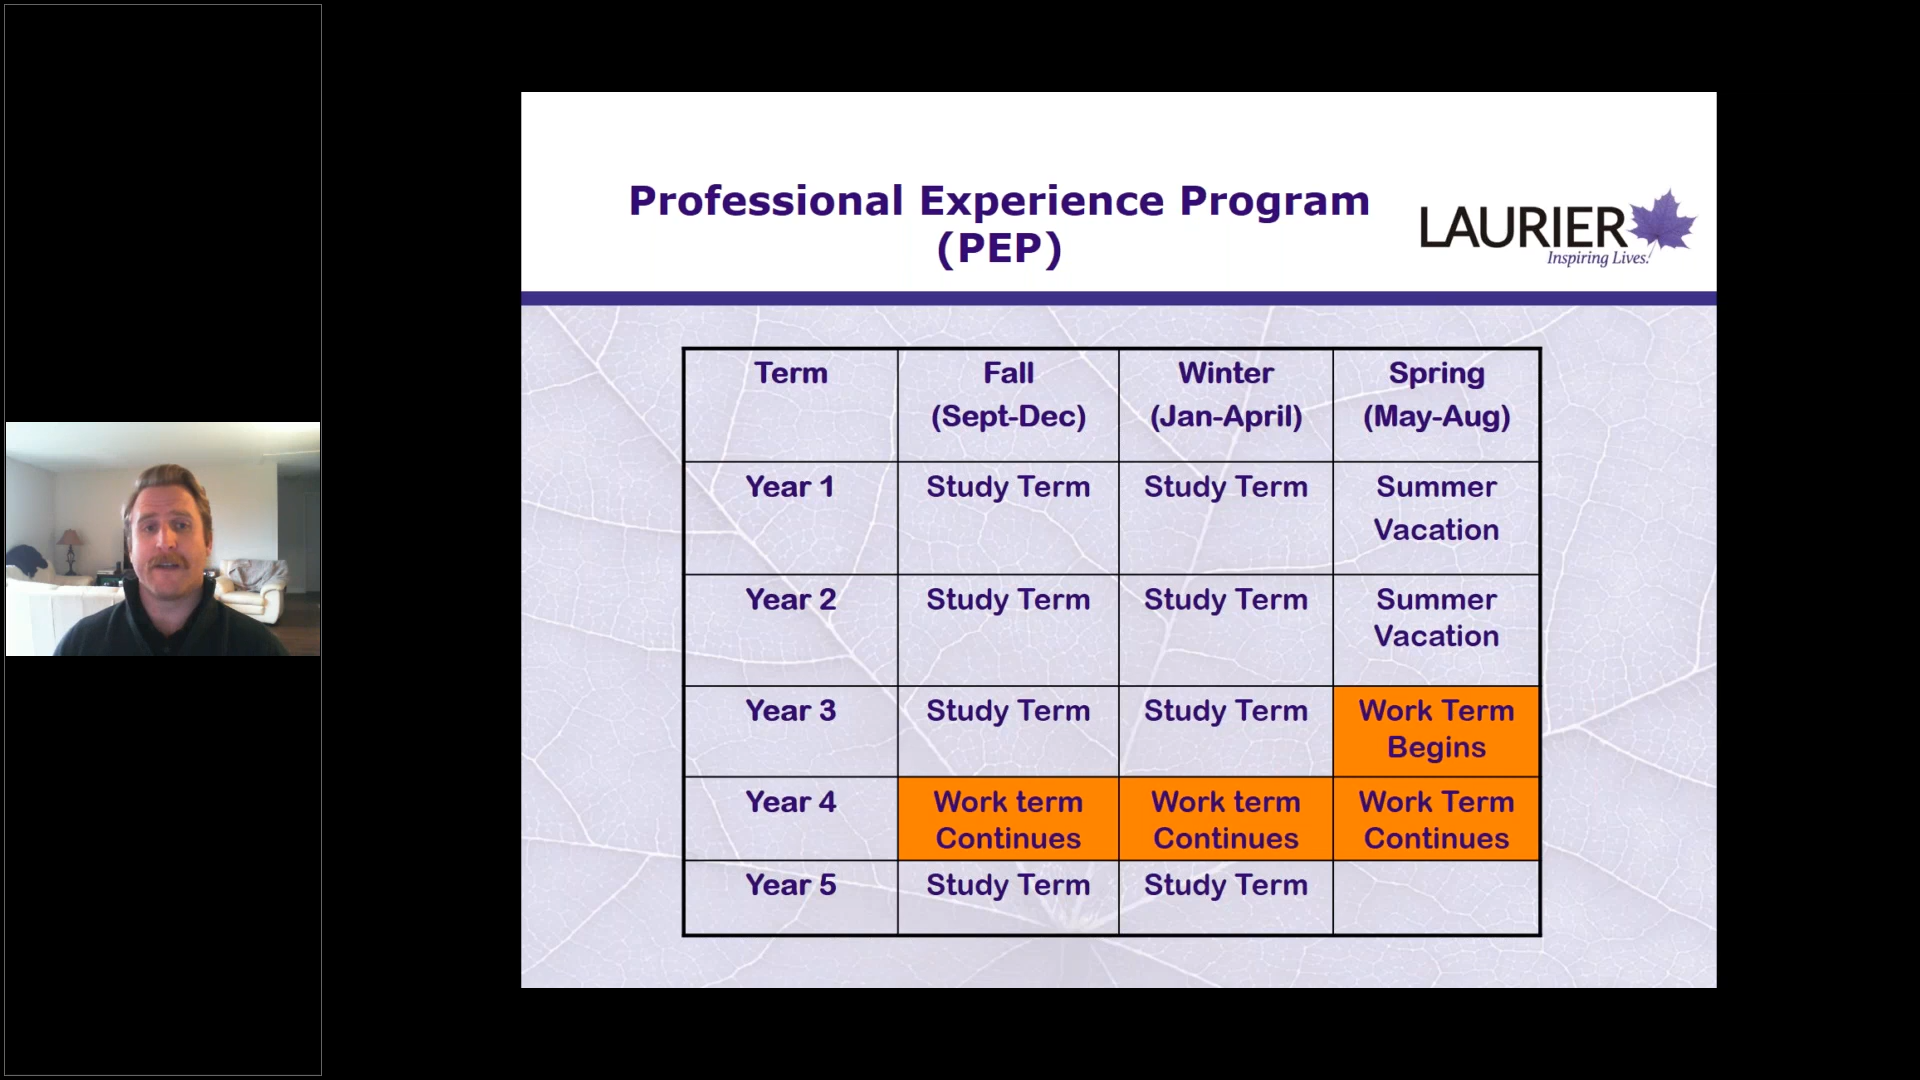 Professional Experience Program
(PEP)
LAURIER
Inspiring Lives.
Term
Fall
(Sept-Dec)
Winter
(Jan-April)
Spring
(May-Aug)
Year 1
Study Term
Study Term
Summer
Vacation
Year 2
Study Term
Study Term
Summer
Vacation
Year 3
Study Term
Study Term
Work Term
Begins
Year 4
Work term
Continues
Work term
Continues
Work Term
Continues
Year 5
Study Term
Study Term